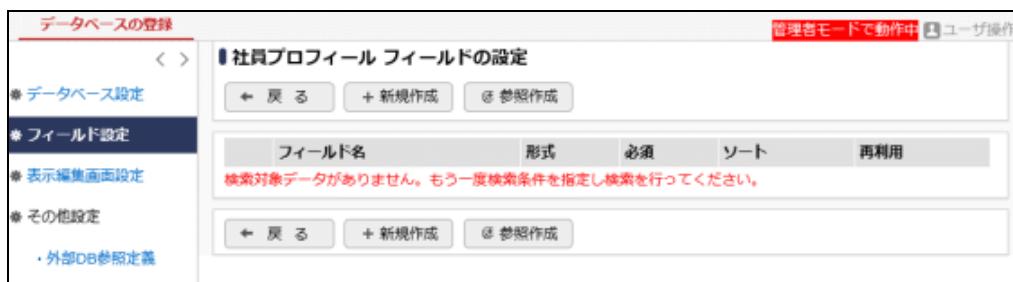 データベースの登録
管理者モードで動作中 ユーザ操作
< >
社員プロフィール フィールドの設定
データベース設定
← 戻 る + 新規作成 参照作成
フィールド設定
フィールド名 形式 必須 ソート 再利用
表示編集画面設定
検索対象データがありません。もう一度検索条件を指定し検索を行ってください。
その他設定
← 戻 る + 新規作成 参照作成
・外部DB参照定義